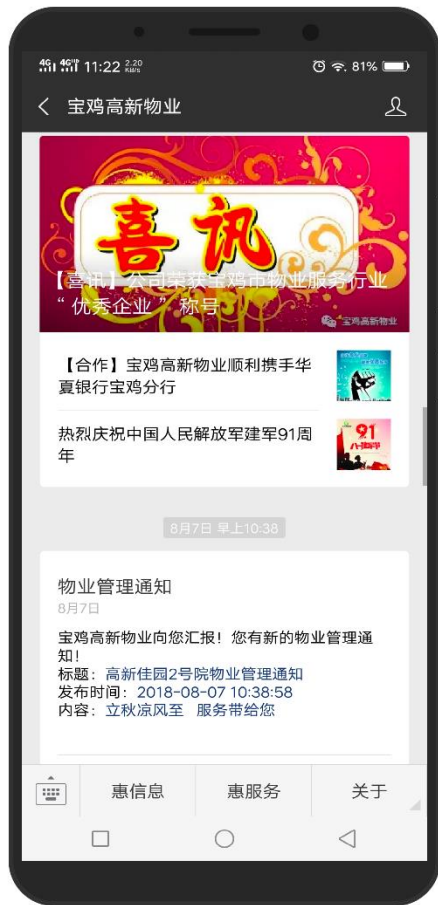 4G 4G 11:22 2.20 KB/s 81%
宝鸡高新物业
喜讯
【喜讯】公司荣获宝鸡市物业服务行业
“优秀企业”称号
宝鸡高新物业
【合作】宝鸡高新物业顺利携手华
夏银行宝鸡分行
热烈庆祝中国人民解放军建军91周
年
91
八一建军节
8月7日 早上10:38
物业管理通知
8月7日
宝鸡高新物业向您汇报！您有新的物业管理通
知！
标题：高新佳园2号院物业管理通知
发布时间：2018-08-07 10:38:58
内容：立秋凉风至 服务带给您
惠信息 惠服务 关于